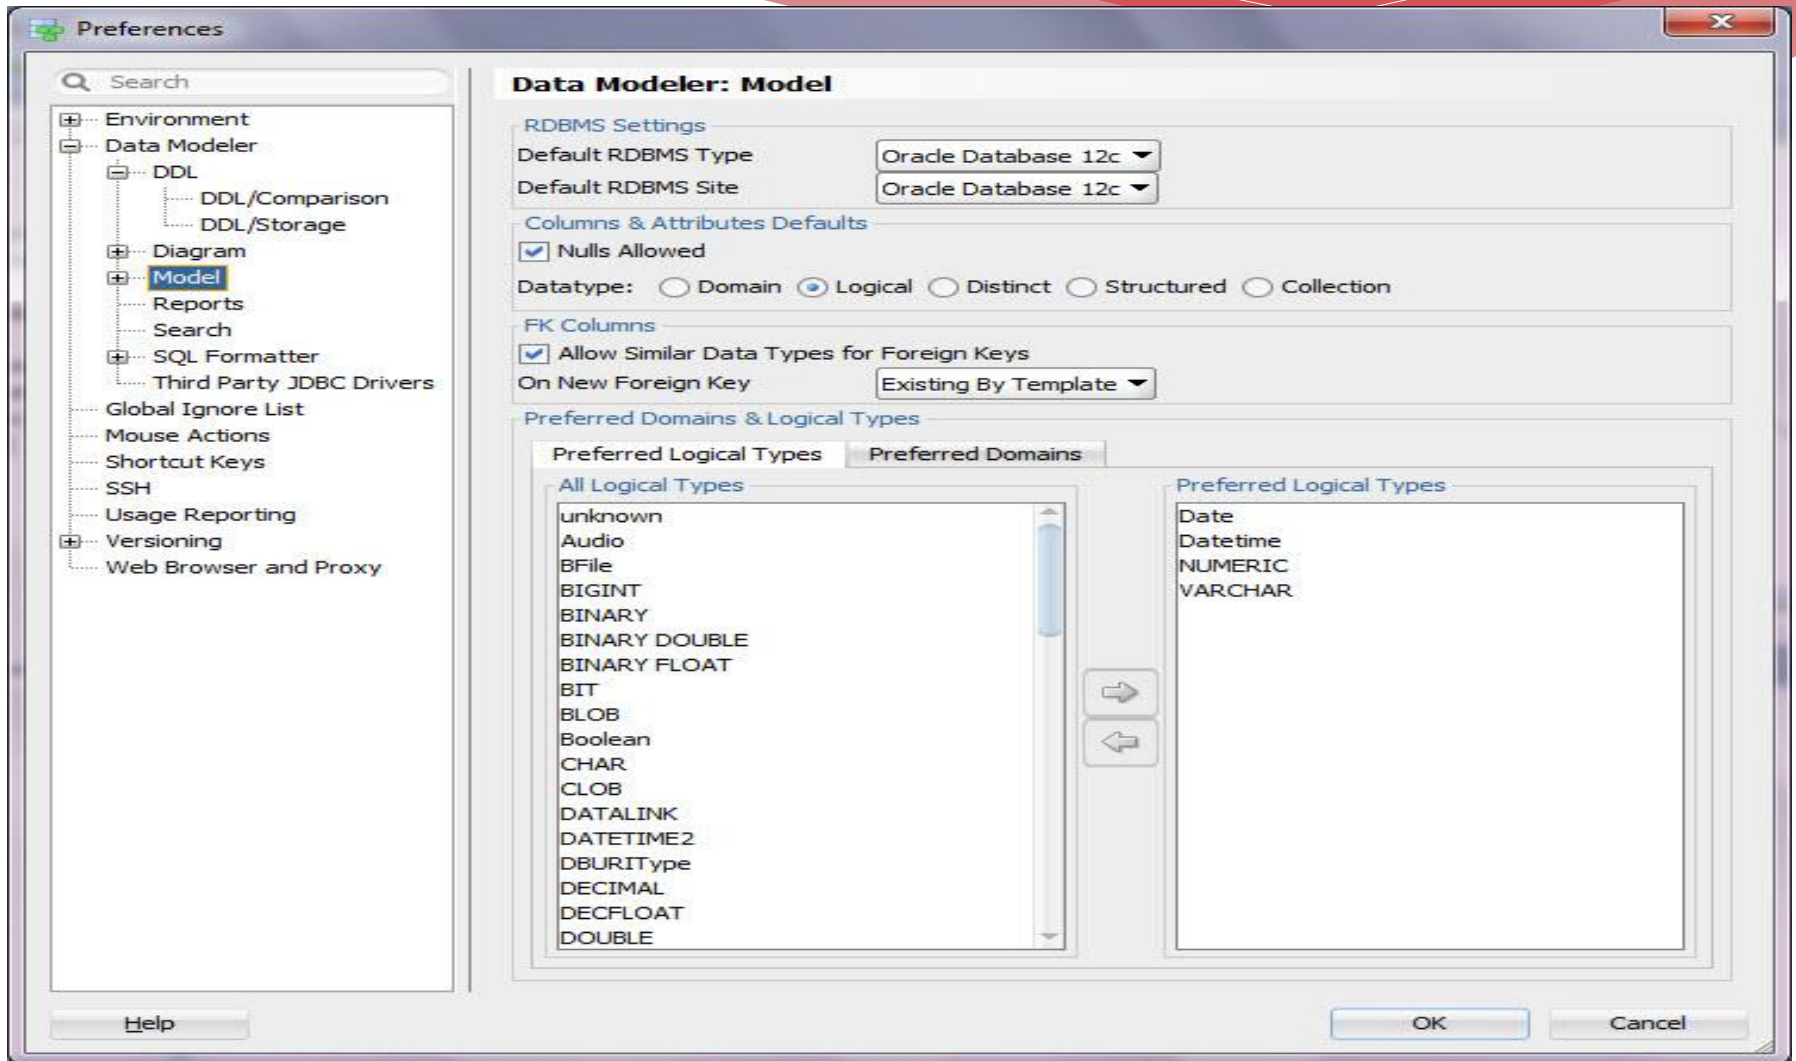 Preferences
Search
Environment
Data Modeler
DDL
DDL/Comparison
DDL/Storage
Diagram
Model
Reports
Search
SQL Formatter
Third Party JDBC Drivers
Global Ignore List
Mouse Actions
Shortcut Keys
SSH
Usage Reporting
Versioning
Web Browser and Proxy
Data Modeler: Model
RDBMS Settings
Default RDBMS Type Oracle Database 12c
Default RDBMS Site Oracle Database 12c
Columns & Attributes Defaults
Nulls Allowed
Datatype: Domain Logical Distinct Structured Collection
FK Columns
Allow Similar Data Types for Foreign Keys
On New Foreign Key Existing By Template
Preferred Domains & Logical Types
Preferred Logical Types Preferred Domains
All Logical Types
unknown
Audio
BFile
BIGINT
BINARY
BINARY DOUBLE
BINARY FLOAT
BIT
BLOB
Boolean
CHAR
CLOB
DATALINK
DATETIME2
DBURIType
DECIMAL
DECFLOAT
DOUBLE
Preferred Logical Types
Date
Datetime
NUMERIC
VARCHAR
Help
OK
Cancel